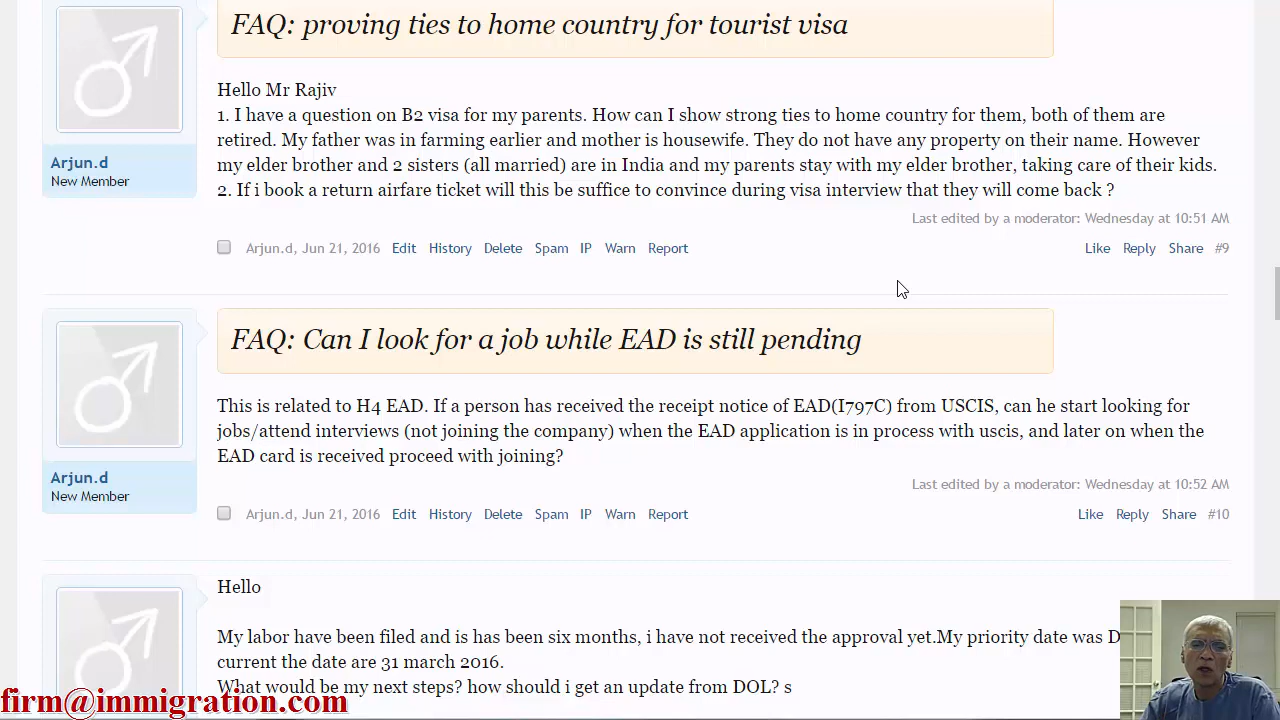 FAQ: proving ties to home country for tourist visa
Hello Mr Rajiv
1. I have a question on B2 visa for my parents. How can I show strong ties to home country for them, both of them are
retired. My father was in farming earlier and mother is housewife. They do not have any property on their name. However
my elder brother and 2 sisters (all married) are in India and my parents stay with my elder brother, taking care of their kids.
2. If i book a return airfare ticket will this be suffice to convince during visa interview that they will come back ?
Arjun.d
New Member
Last edited by a moderator: Wednesday at 10:51 AM
Arjun.d, Jun 21, 2016 Edit History Delete Spam IP Warn Report Like Reply Share #9
FAQ: Can I look for a job while EAD is still pending
This is related to H4 EAD. If a person has received the receipt notice of EAD(I797C) from USCIS, can he start looking for
jobs/attend interviews (not joining the company) when the EAD application is in process with uscis, and later on when the
EAD card is received proceed with joining?
Arjun.d
New Member
Last edited by a moderator: Wednesday at 10:52 AM
Arjun.d, Jun 21, 2016 Edit History Delete Spam IP Warn Report Like Reply Share #10
Hello
My labor have been filed and is has been six months, i have not received the approval yet.My priority date was D
current the date are 31 march 2016.
What would be my next steps? how should i get an update from DOL? s
firm@immigration.com